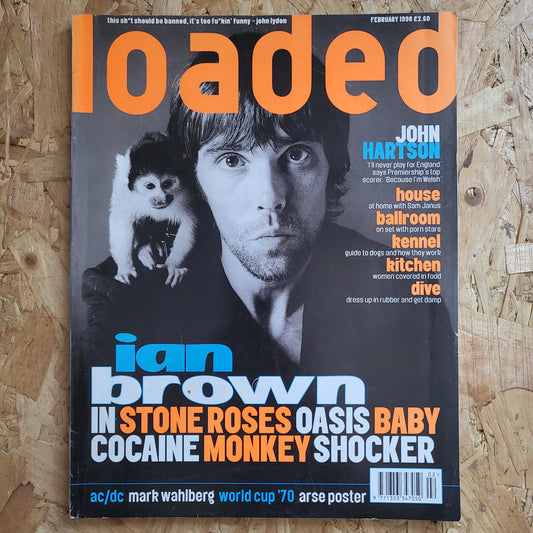 this sh*t should be banned, it's too fu*kin' funny – john lydon
FEBRUARY 1998 £2.60
loaded
JOHN
HARTSON
'I'll never play for England'
says Premiership's top
scorer. 'Because I'm Welsh'
house
at home with Sam Janus
ballroom
on set with porn stars
kennel
guide to dogs and how they work
kitchen
women covered in food
dive
dress up in rubber and get damp
ian
brown
IN STONE ROSES OASIS BABY
COCAINE MONKEY SHOCKER
ac/dc mark wahlberg world cup '70 arse poster
02>
9 771353 347050